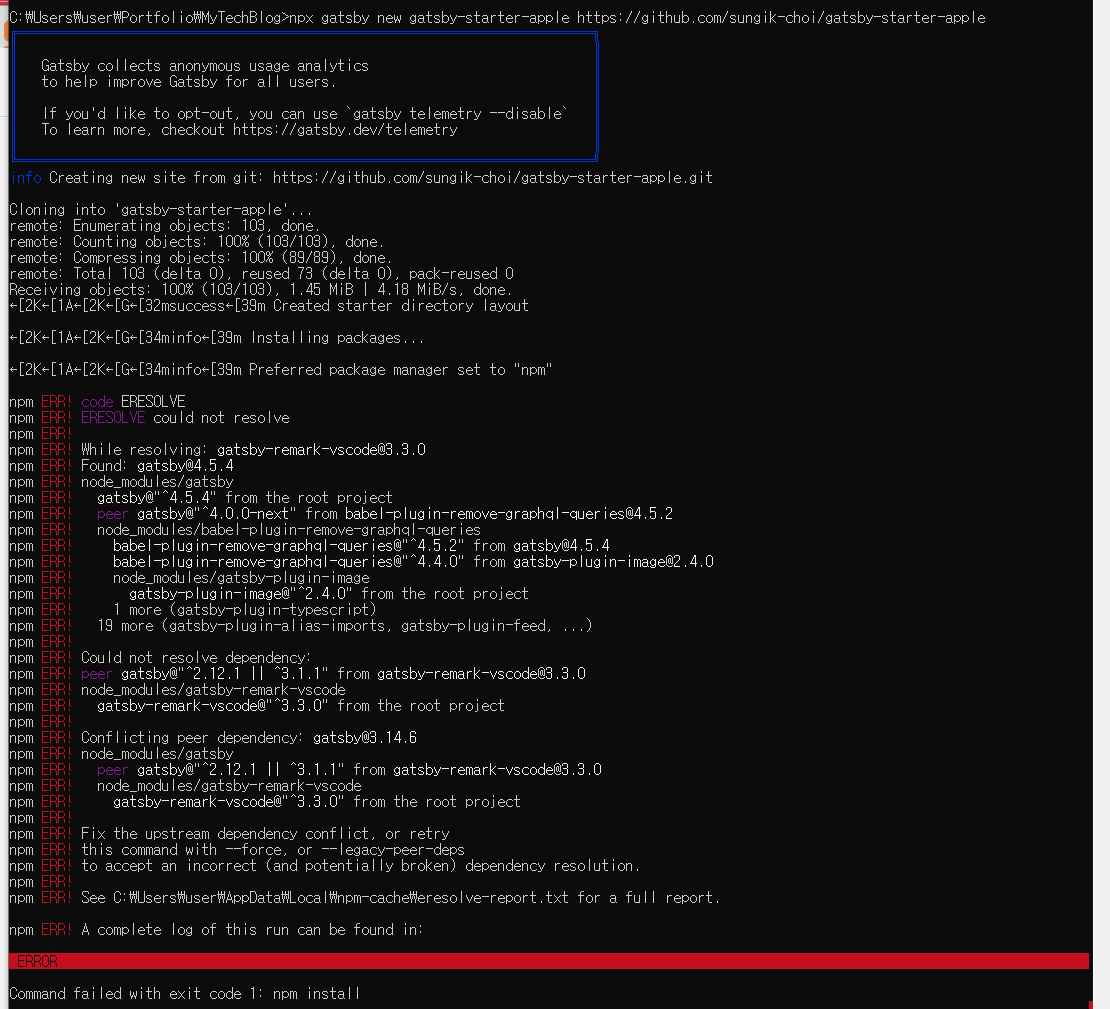 C:₩Users₩user₩Portfolio₩MyTechBlog>npx gatsby new gatsby-starter-apple https://github.com/sungik-choi/gatsby-starter-apple
Gatsby collects anonymous usage analytics
to help improve Gatsby for all users.
If you'd like to opt-out, you can use `gatsby telemetry --disable`
To learn more, checkout https://gatsby.dev/telemetry
info Creating new site from git: https://github.com/sungik-choi/gatsby-starter-apple.git
Cloning into 'gatsby-starter-apple'...
remote: Enumerating objects: 103, done.
remote: Counting objects: 100% (103/103), done.
remote: Compressing objects: 100% (89/89), done.
remote: Total 103 (delta 0), reused 73 (delta 0), pack-reused 0
Receiving objects: 100% (103/103), 1.45 MiB | 4.18 MiB/s, done.
←[2K←[1A←[2K←[G←[32msuccess←[39m Created starter directory layout
←[2K←[1A←[2K←[G←[34minfo←[39m Installing packages...
←[2K←[1A←[2K←[G←[34minfo←[39m Preferred package manager set to "npm"
npm ERR! code ERESOLVE
npm ERR! ERESOLVE could not resolve
npm ERR!
npm ERR! While resolving: gatsby-remark-vscode@3.3.0
npm ERR! Found: gatsby@4.5.4
npm ERR! node_modules/gatsby
npm ERR!   gatsby@"^4.5.4" from the root project
npm ERR!   peer gatsby@"^4.0.0-next" from babel-plugin-remove-graphql-queries@4.5.2
npm ERR!   node_modules/babel-plugin-remove-graphql-queries
npm ERR!     babel-plugin-remove-graphql-queries@"^4.5.2" from gatsby@4.5.4
npm ERR!     babel-plugin-remove-graphql-queries@"^4.4.0" from gatsby-plugin-image@2.4.0
npm ERR!     node_modules/gatsby-plugin-image
npm ERR!       gatsby-plugin-image@"^2.4.0" from the root project
npm ERR!     1 more (gatsby-plugin-typescript)
npm ERR!   19 more (gatsby-plugin-alias-imports, gatsby-plugin-feed, ...)
npm ERR!
npm ERR! Could not resolve dependency:
npm ERR! peer gatsby@"^2.12.1 || ^3.1.1" from gatsby-remark-vscode@3.3.0
npm ERR! node_modules/gatsby-remark-vscode
npm ERR!   gatsby-remark-vscode@"^3.3.0" from the root project
npm ERR!
npm ERR! Conflicting peer dependency: gatsby@3.14.6
npm ERR! node_modules/gatsby
npm ERR!   peer gatsby@"^2.12.1 || ^3.1.1" from gatsby-remark-vscode@3.3.0
npm ERR!   node_modules/gatsby-remark-vscode
npm ERR!     gatsby-remark-vscode@"^3.3.0" from the root project
npm ERR!
npm ERR! Fix the upstream dependency conflict, or retry
npm ERR! this command with --force, or --legacy-peer-deps
npm ERR! to accept an incorrect (and potentially broken) dependency resolution.
npm ERR!
npm ERR! See C:₩Users₩user₩AppData₩Local₩npm-cache₩eresolve-report.txt for a full report.
npm ERR! A complete log of this run can be found in:
ERROR
Command failed with exit code 1: npm install